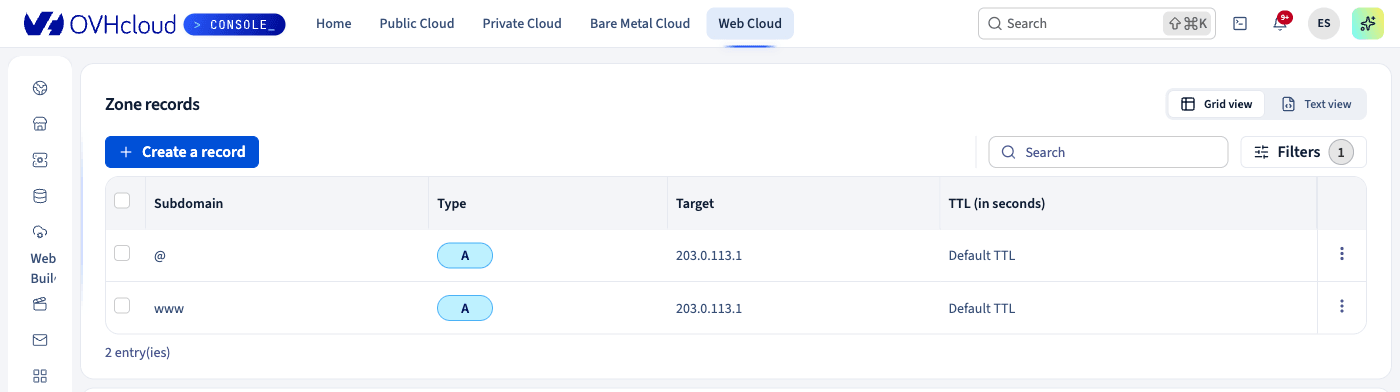 OVHcloud > CONSOLE_ Home Public Cloud Private Cloud Bare Metal Cloud Web Cloud Search ⇧⌘K 9+ ES
Zone records Grid view Text view
+ Create a record Search Filters 1
Subdomain Type Target TTL (in seconds)
@ A 203.0.113.1 Default TTL
www A 203.0.113.1 Default TTL
2 entry(ies)
Web
Buil